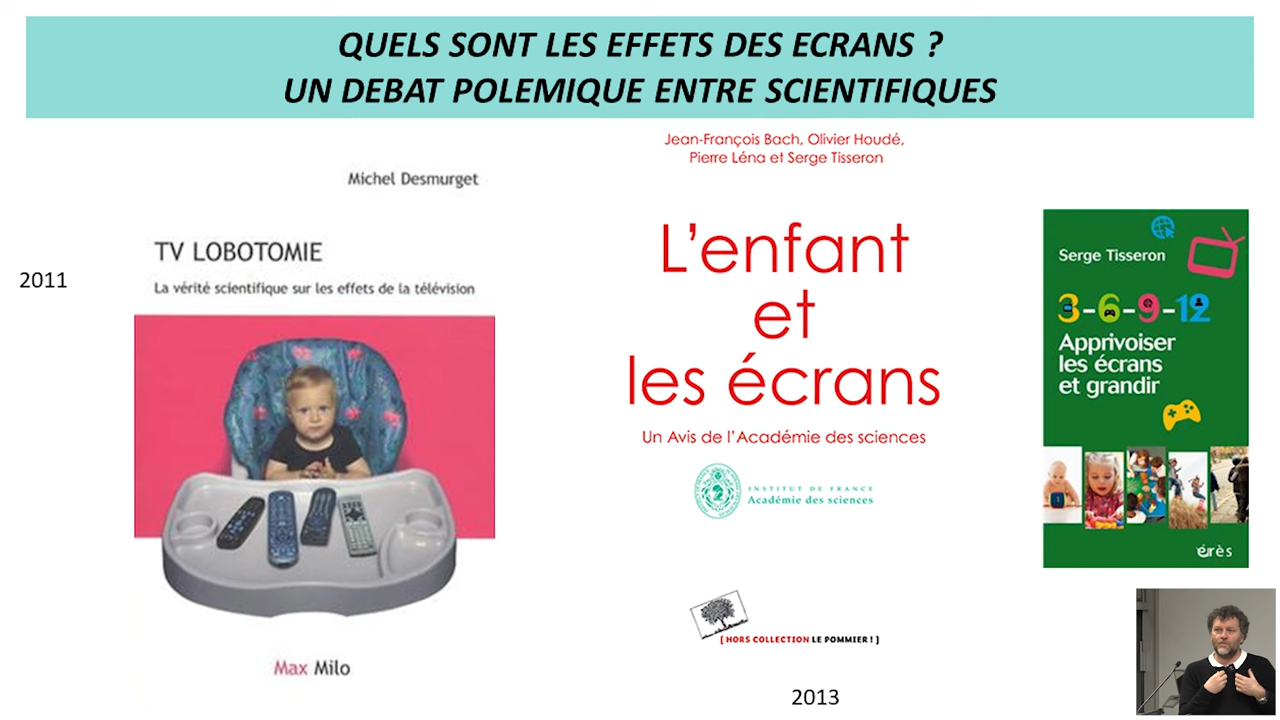 QUELS SONT LES EFFETS DES ECRANS ?
UN DEBAT POLEMIQUE ENTRE SCIENTIFIQUES
2011
Michel Desmurget
TV LOBOTOMIE
La vérité scientifique sur les effets de la télévision
Max Milo
Jean-François Bach, Olivier Houdé,
Pierre Léna et Serge Tisseron
L'enfant
et
les écrans
Un Avis de l'Académie des sciences
INSTITUT DE FRANCE
Académie des sciences
[ HORS COLLECTION LE POMMIER ! ]
2013
Serge Tisseron
3-6-9-12
Apprivoiser
les écrans
et grandir
érès